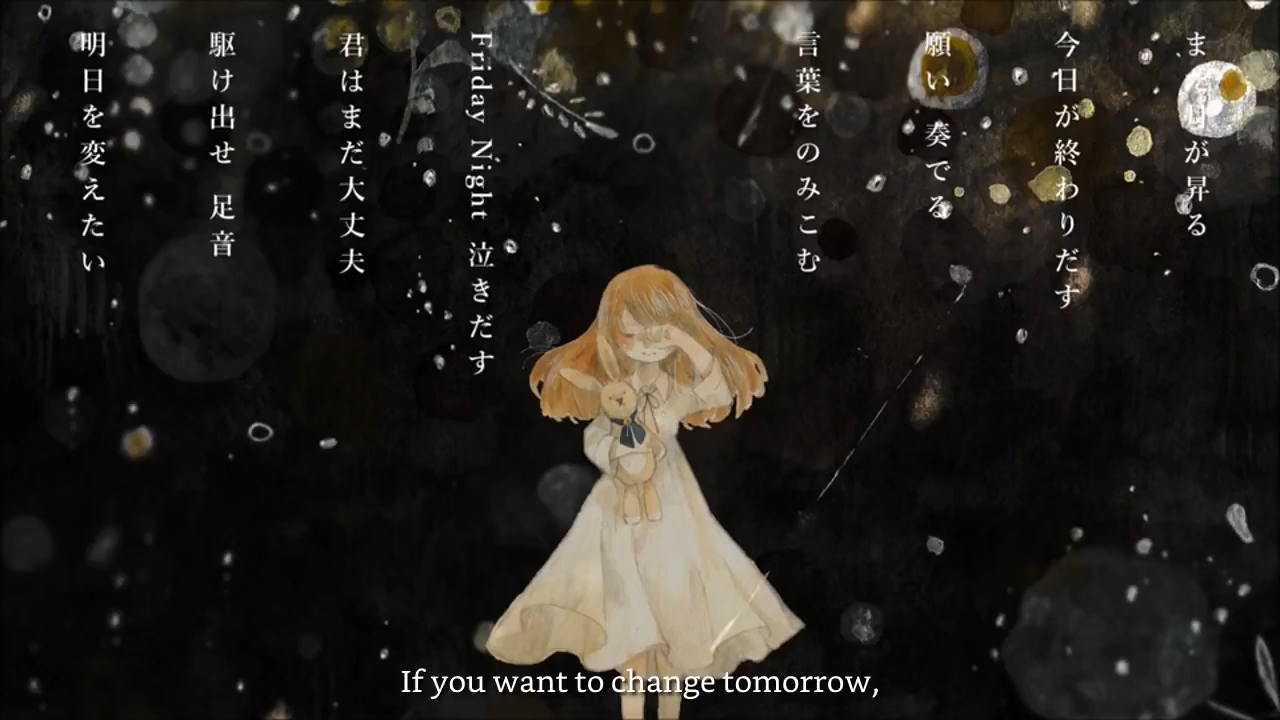 また月が昇る
今日が終わりだす
願い 奏でる
言葉をのみこむ
Friday Night 泣きだす
君はまだ大丈夫
駆け出せ 足音
明日を変えたい
If you want to change tomorrow,